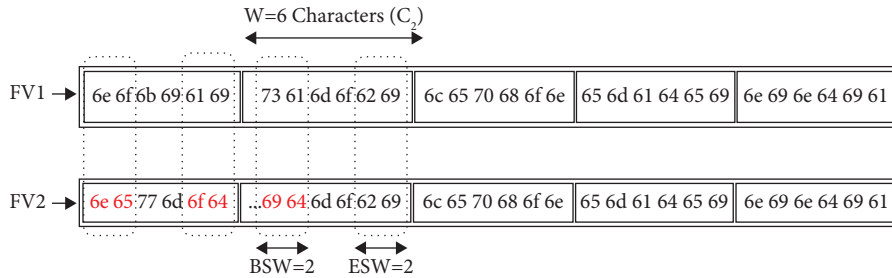 W=6 Characters (C₂)
FV1 6e 6f 6b 69 61 69 73 61 6d 6f 62 69 6c 65 70 68 6f 6e 65 6d 61 64 65 69 6e 69 6e 64 69 61
FV2 6e 65 77 6d 6f 64 ...69 64 6d 6f 62 69 6c 65 70 68 6f 6e 65 6d 61 64 65 69 6e 69 6e 64 69 61
BSW=2 ESW=2